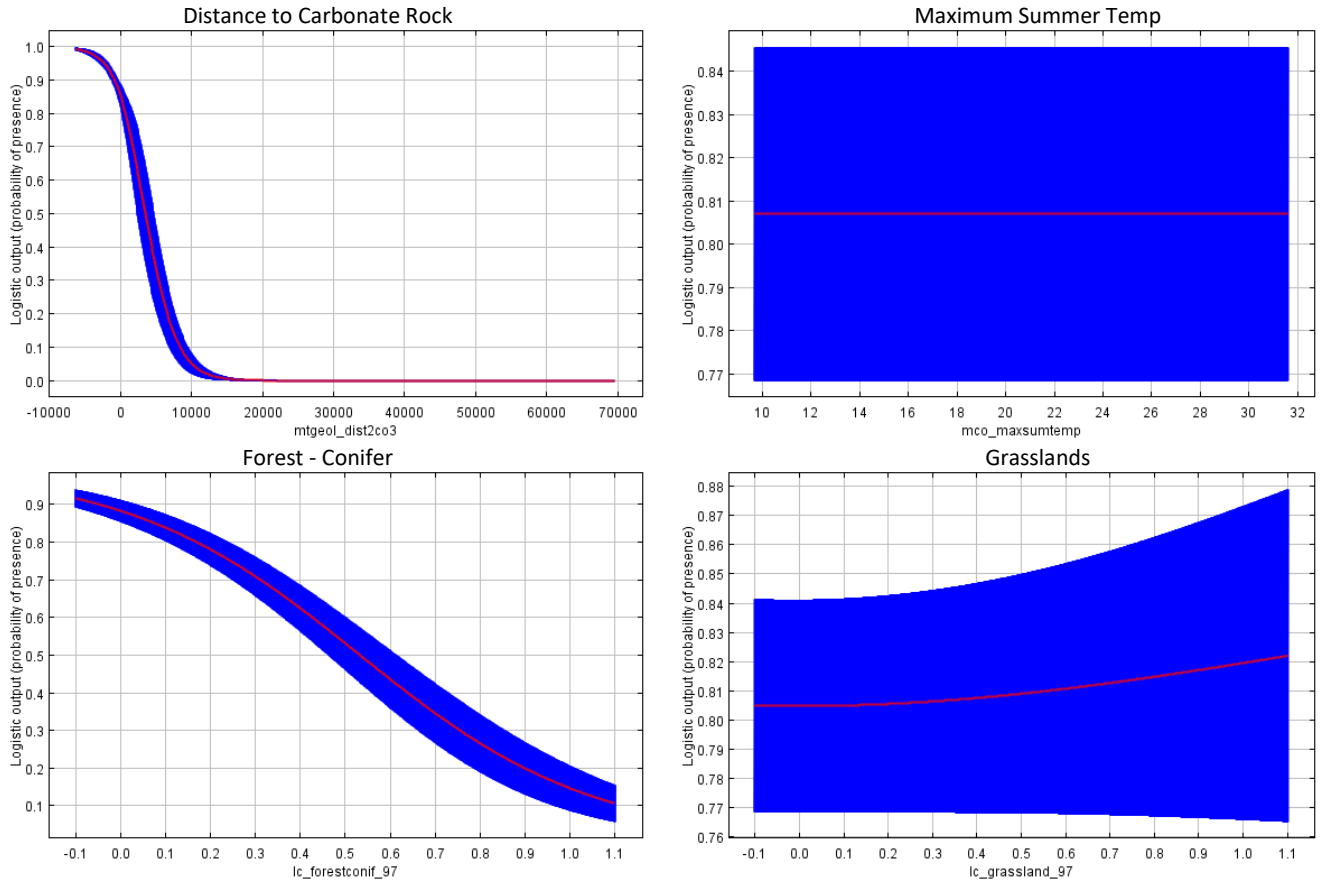 Distance to Carbonate Rock
Logistic output (probability of presence)
1.0
0.9
0.8
0.7
0.6
0.5
0.4
0.3
0.2
0.1
0.0
-10000 0 10000 20000 30000 40000 50000 60000 70000
mtgeol_dist2co3
Maximum Summer Temp
Logistic output (probability of presence)
0.84
0.83
0.82
0.81
0.80
0.79
0.78
0.77
10 12 14 16 18 20 22 24 26 28 30 32
mco_maxsumtemp
Forest - Conifer
Logistic output (probability of presence)
0.9
0.8
0.7
0.6
0.5
0.4
0.3
0.2
0.1
-0.1 0.0 0.1 0.2 0.3 0.4 0.5 0.6 0.7 0.8 0.9 1.0 1.1
lc_forestconif_97
Grasslands
Logistic output (probability of presence)
0.88
0.87
0.86
0.85
0.84
0.83
0.82
0.81
0.80
0.79
0.78
0.77
0.76
-0.1 0.0 0.1 0.2 0.3 0.4 0.5 0.6 0.7 0.8 0.9 1.0 1.1
lc_grassland_97